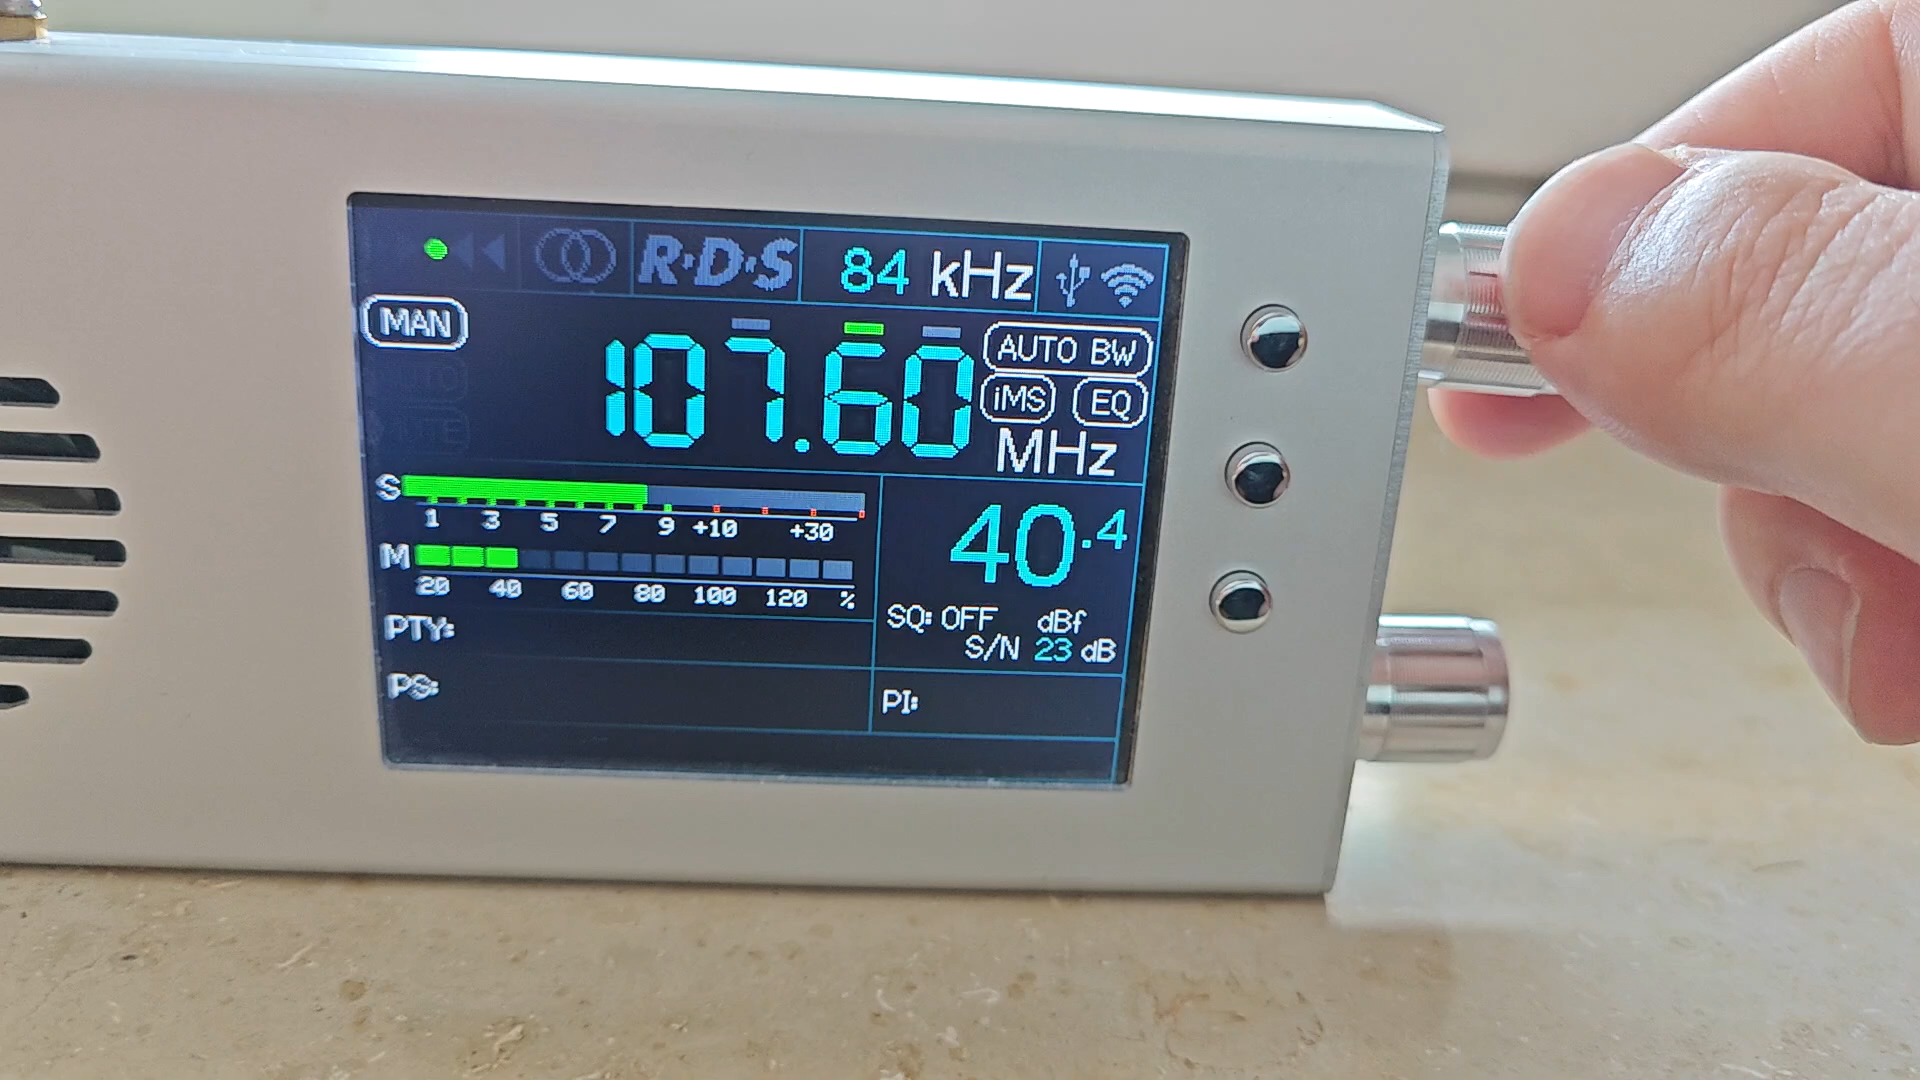 R·D·S 84 kHz
MAN
107.60
AUTO BW
iMS EQ
MHz
S
1 3 5 7 9 +10 +30
M
20 40 60 80 100 120 %
40.4
SQ: OFF dBf
S/N 23 dB
PTY:
PS:
PI: